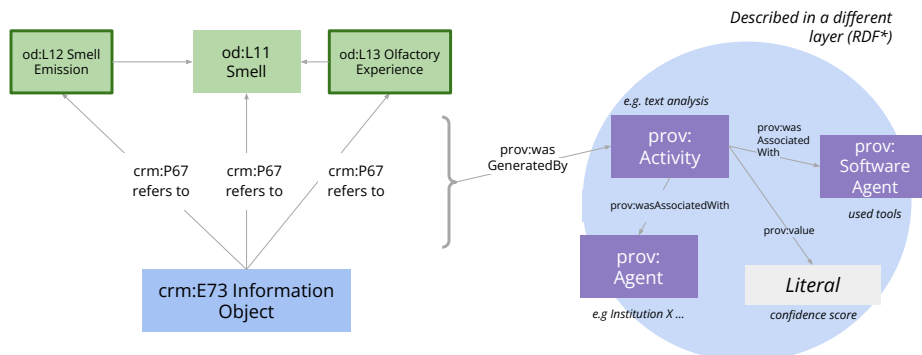 Described in a different
layer (RDF*)
od:L12 Smell
Emission
od:L11
Smell
od:L13 Olfactory
Experience
e.g. text analysis
prov:
Activity
prov:was
Associated
With
prov:
Software
Agent
used tools
prov:was
GeneratedBy
crm:P67
refers to
crm:P67
refers to
crm:P67
refers to
prov:wasAssociatedWith
prov:value
prov:
Agent
e.g Institution X ...
Literal
confidence score
crm:E73 Information
Object